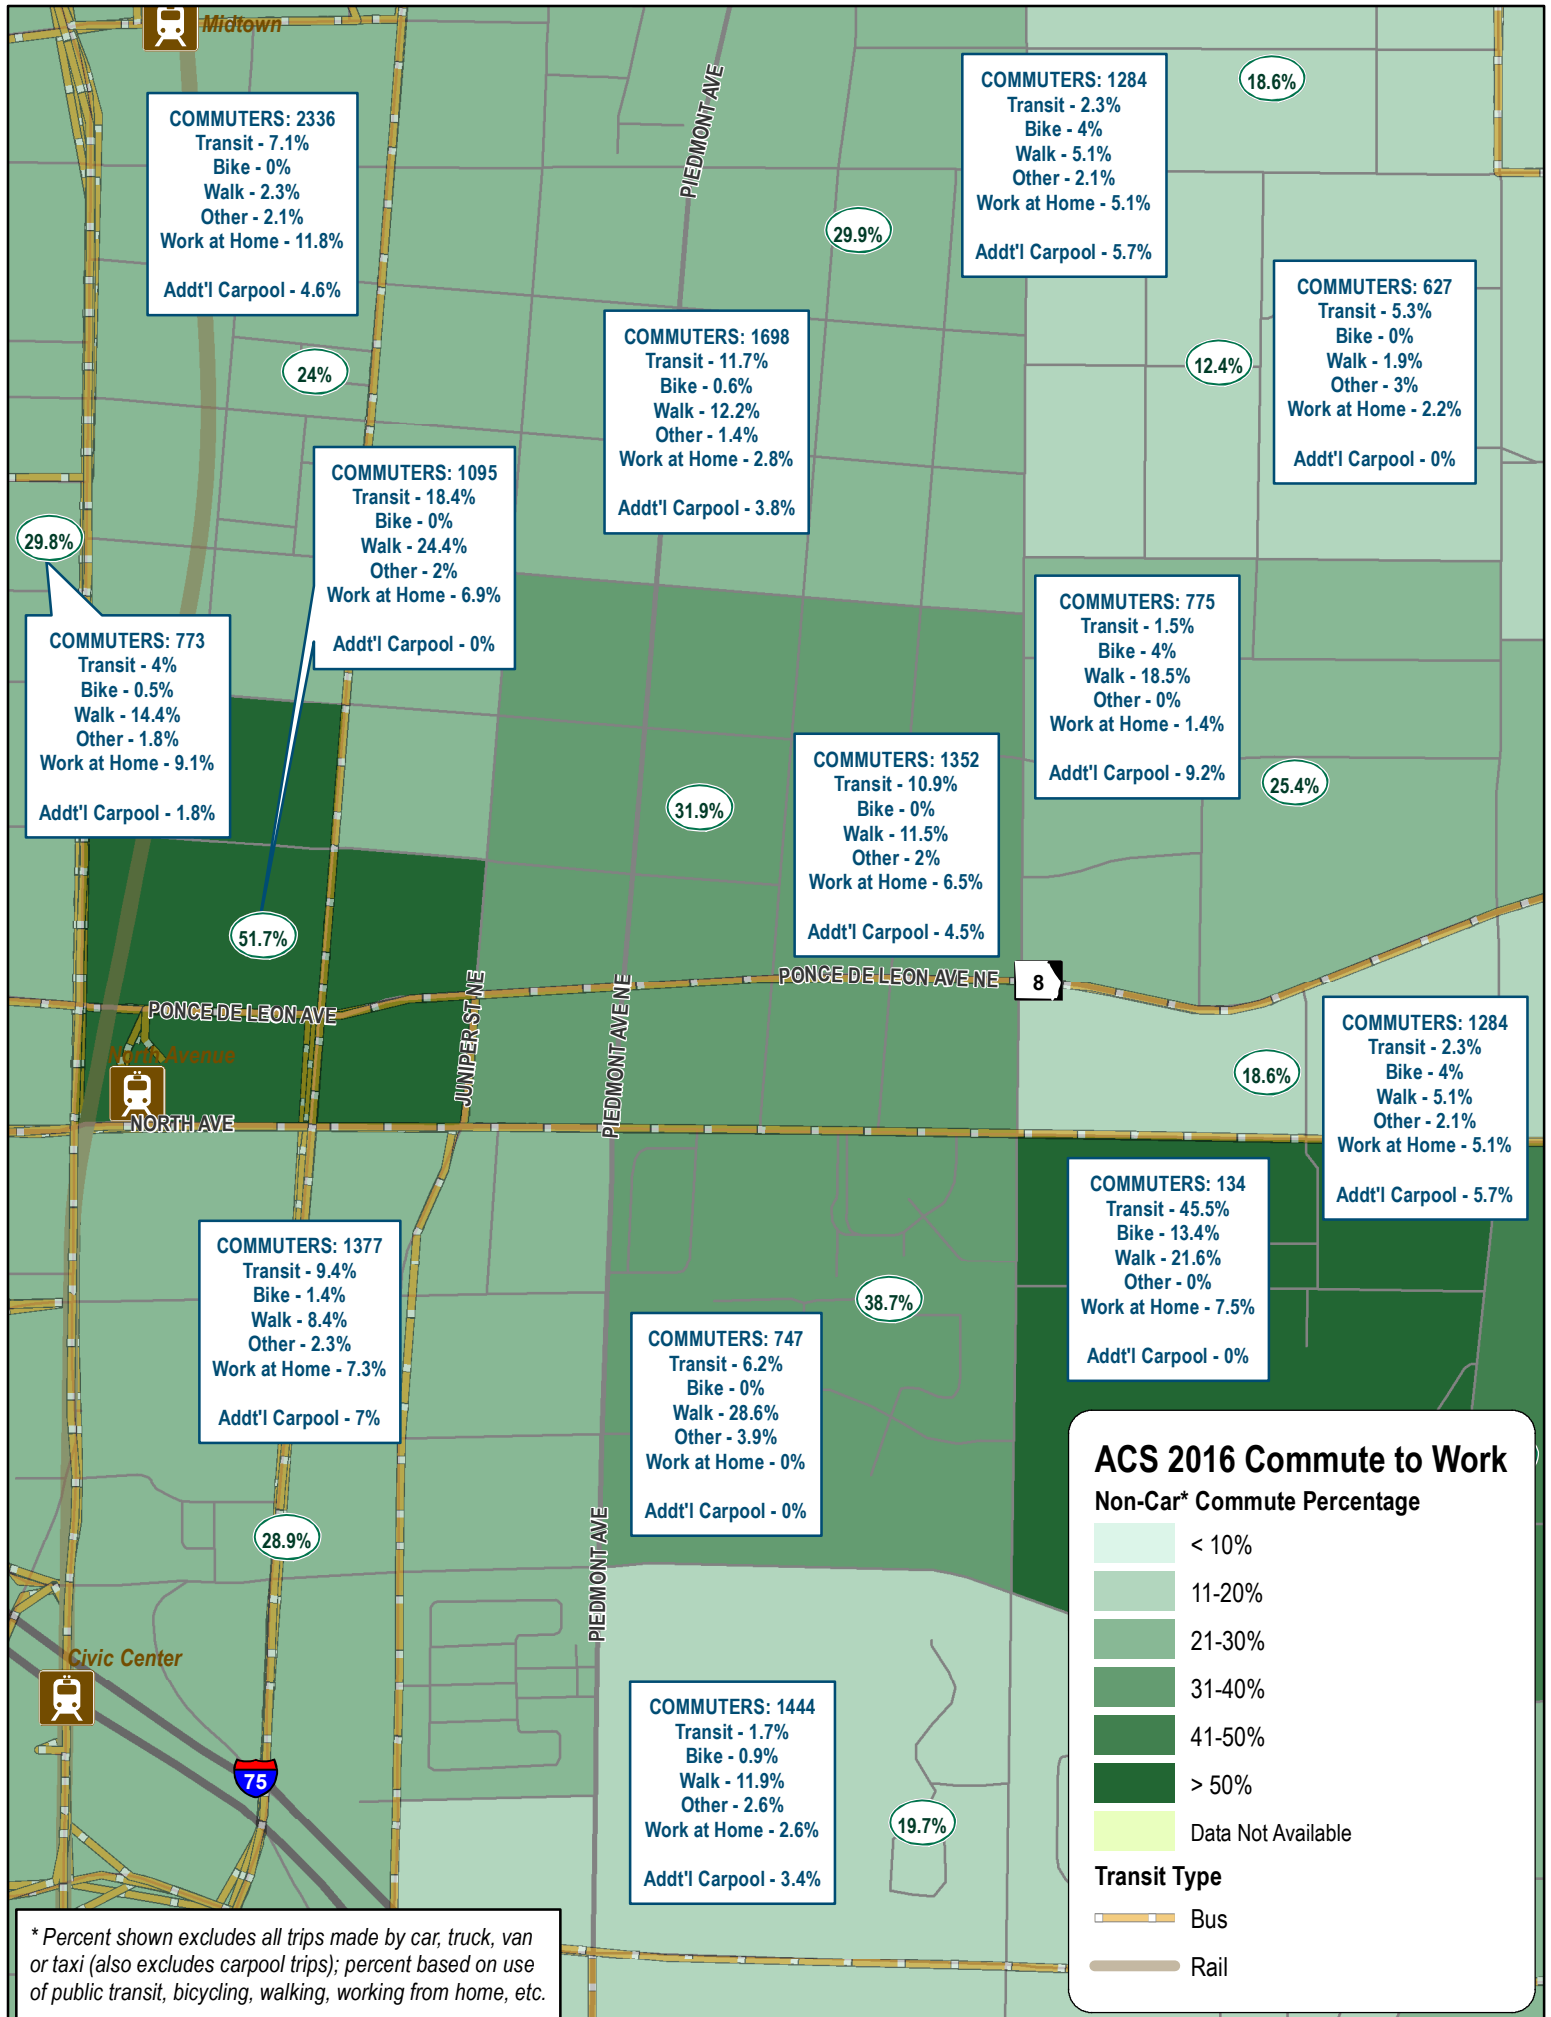 Midtown
COMMUTERS: 2336
Transit - 7.1%
Bike - 0%
Walk - 2.3%
Other - 2.1%
Work at Home - 11.8%
Addt'l Carpool - 4.6%
24%
PIEDMONT AVE
29.9%
COMMUTERS: 1284
Transit - 2.3%
Bike - 4%
Walk - 5.1%
Other - 2.1%
Work at Home - 5.1%
Addt'l Carpool - 5.7%
18.6%
COMMUTERS: 627
Transit - 5.3%
Bike - 0%
Walk - 1.9%
Other - 3%
Work at Home - 2.2%
Addt'l Carpool - 0%
12.4%
COMMUTERS: 1698
Transit - 11.7%
Bike - 0.6%
Walk - 12.2%
Other - 1.4%
Work at Home - 2.8%
Addt'l Carpool - 3.8%
COMMUTERS: 1095
Transit - 18.4%
Bike - 0%
Walk - 24.4%
Other - 2%
Work at Home - 6.9%
Addt'l Carpool - 0%
29.8%
COMMUTERS: 773
Transit - 4%
Bike - 0.5%
Walk - 14.4%
Other - 1.8%
Work at Home - 9.1%
Addt'l Carpool - 1.8%
COMMUTERS: 775
Transit - 1.5%
Bike - 4%
Walk - 18.5%
Other - 0%
Work at Home - 1.4%
Addt'l Carpool - 9.2%
25.4%
31.9%
COMMUTERS: 1352
Transit - 10.9%
Bike - 0%
Walk - 11.5%
Other - 2%
Work at Home - 6.5%
Addt'l Carpool - 4.5%
51.7%
PONCE DE LEON AVE
JUNIPER ST NE
PIEDMONT AVE NE
PONCE DE LEON AVE NE
8
North Avenue
NORTH AVE
18.6%
COMMUTERS: 1284
Transit - 2.3%
Bike - 4%
Walk - 5.1%
Other - 2.1%
Work at Home - 5.1%
Addt'l Carpool - 5.7%
COMMUTERS: 134
Transit - 45.5%
Bike - 13.4%
Walk - 21.6%
Other - 0%
Work at Home - 7.5%
Addt'l Carpool - 0%
COMMUTERS: 1377
Transit - 9.4%
Bike - 1.4%
Walk - 8.4%
Other - 2.3%
Work at Home - 7.3%
Addt'l Carpool - 7%
38.7%
COMMUTERS: 747
Transit - 6.2%
Bike - 0%
Walk - 28.6%
Other - 3.9%
Work at Home - 0%
Addt'l Carpool - 0%
28.9%
PIEDMONT AVE
Civic Center
75
COMMUTERS: 1444
Transit - 1.7%
Bike - 0.9%
Walk - 11.9%
Other - 2.6%
Work at Home - 2.6%
Addt'l Carpool - 3.4%
19.7%
ACS 2016 Commute to Work
Non-Car* Commute Percentage
< 10%
11-20%
21-30%
31-40%
41-50%
> 50%
Data Not Available
Transit Type
Bus
Rail
* Percent shown excludes all trips made by car, truck, van
or taxi (also excludes carpool trips); percent based on use
of public transit, bicycling, walking, working from home, etc.